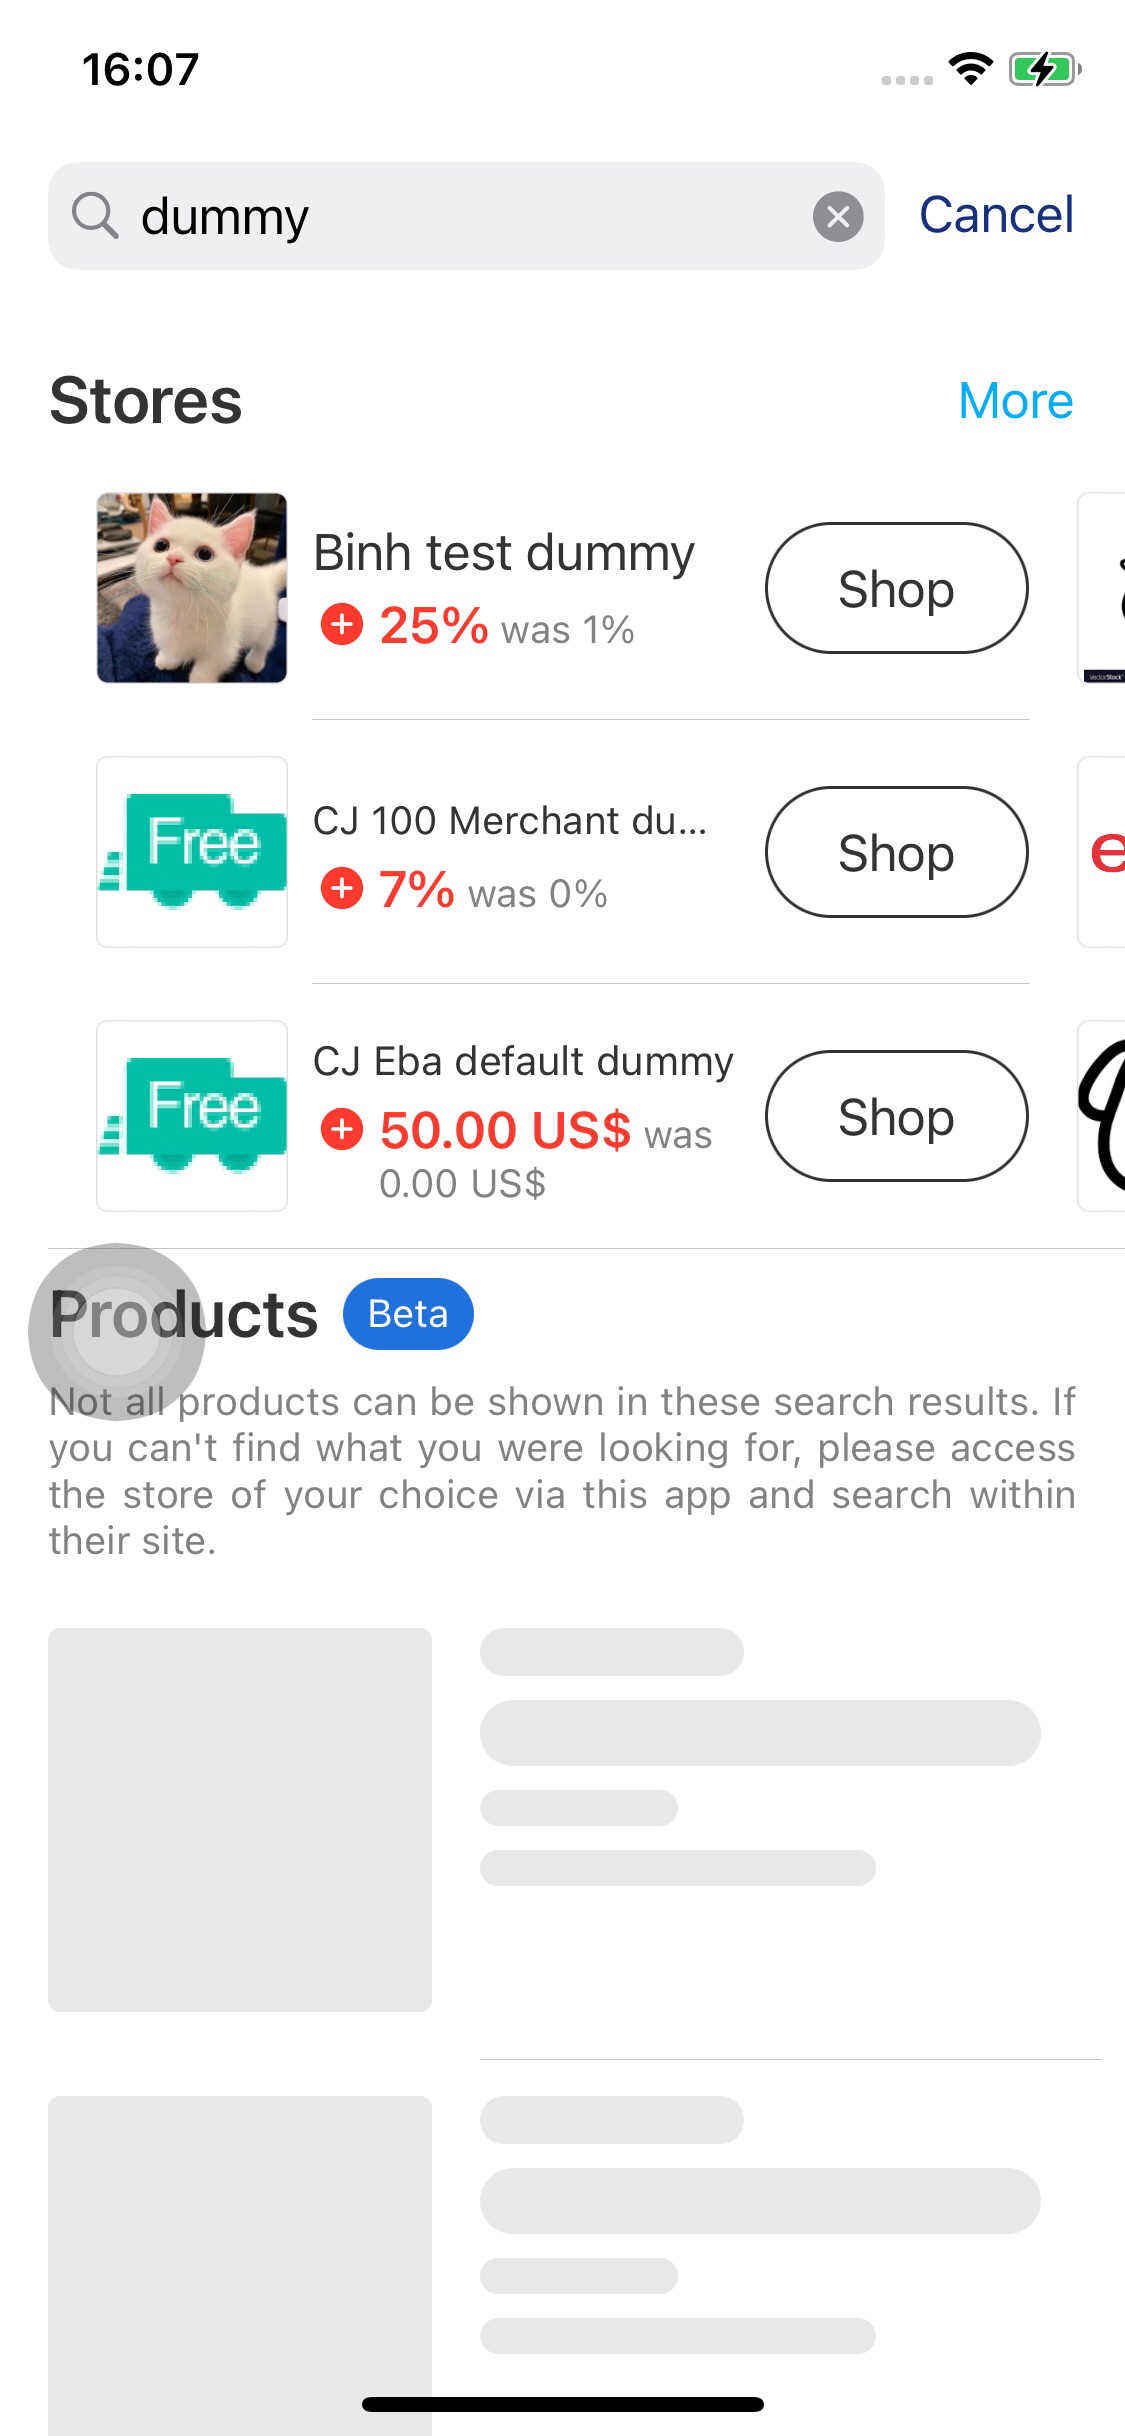 16:07
dummy
Cancel
Stores
More
Binh test dummy
25% was 1%
Shop
VectorStock
Free
CJ 100 Merchant du...
7% was 0%
Shop
e
Free
CJ Eba default dummy
50.00 US$ was
0.00 US$
Shop
Products
Beta
Not all products can be shown in these search results. If
you can't find what you were looking for, please access
the store of your choice via this app and search within
their site.